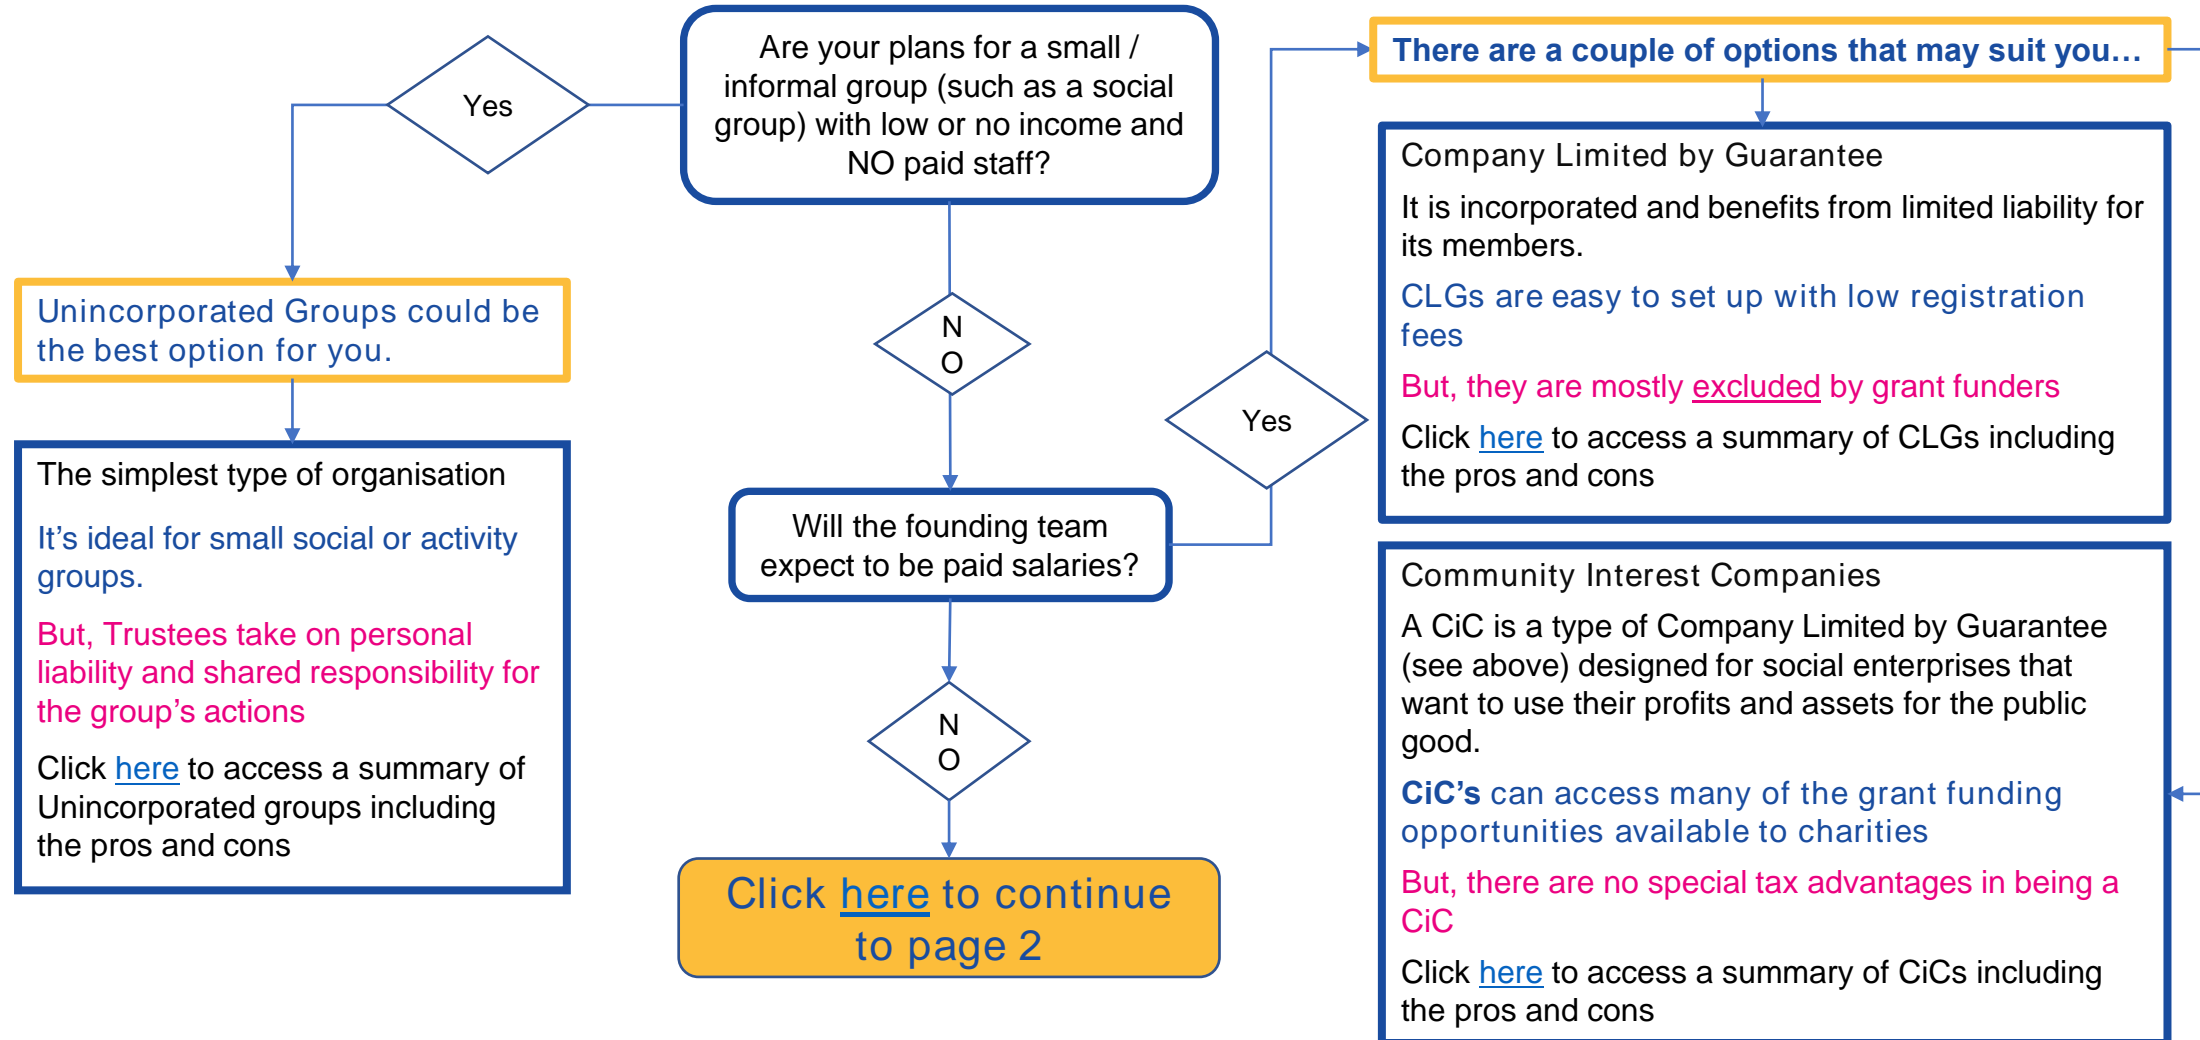 Are your plans for a small /
informal group (such as a social
group) with low or no income and
NO paid staff?
Yes
Unincorporated Groups could be
the best option for you.
The simplest type of organisation
It’s ideal for small social or activity
groups.
But, Trustees take on personal
liability and shared responsibility for
the group’s actions
Click here to access a summary of
Unincorporated groups including
the pros and cons
N
O
Will the founding team
expect to be paid salaries?
N
O
Click here to continue
to page 2
Yes
There are a couple of options that may suit you…
Company Limited by Guarantee
It is incorporated and benefits from limited liability for
its members.
CLGs are easy to set up with low registration
fees
But, they are mostly excluded by grant funders
Click here to access a summary of CLGs including
the pros and cons
Community Interest Companies
A CiC is a type of Company Limited by Guarantee
(see above) designed for social enterprises that
want to use their profits and assets for the public
good.
CiC’s can access many of the grant funding
opportunities available to charities
But, there are no special tax advantages in being a
CiC
Click here to access a summary of CiCs including
the pros and cons